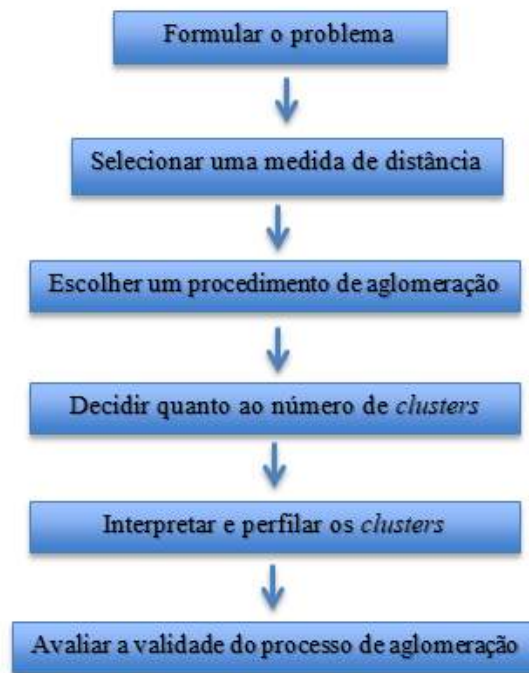 Formular o problema
Selecionar uma medida de distância
Escolher um procedimento de aglomeração
Decidir quanto ao número de clusters
Interpretar e perfilar os clusters
Avaliar a validade do processo de aglomeração